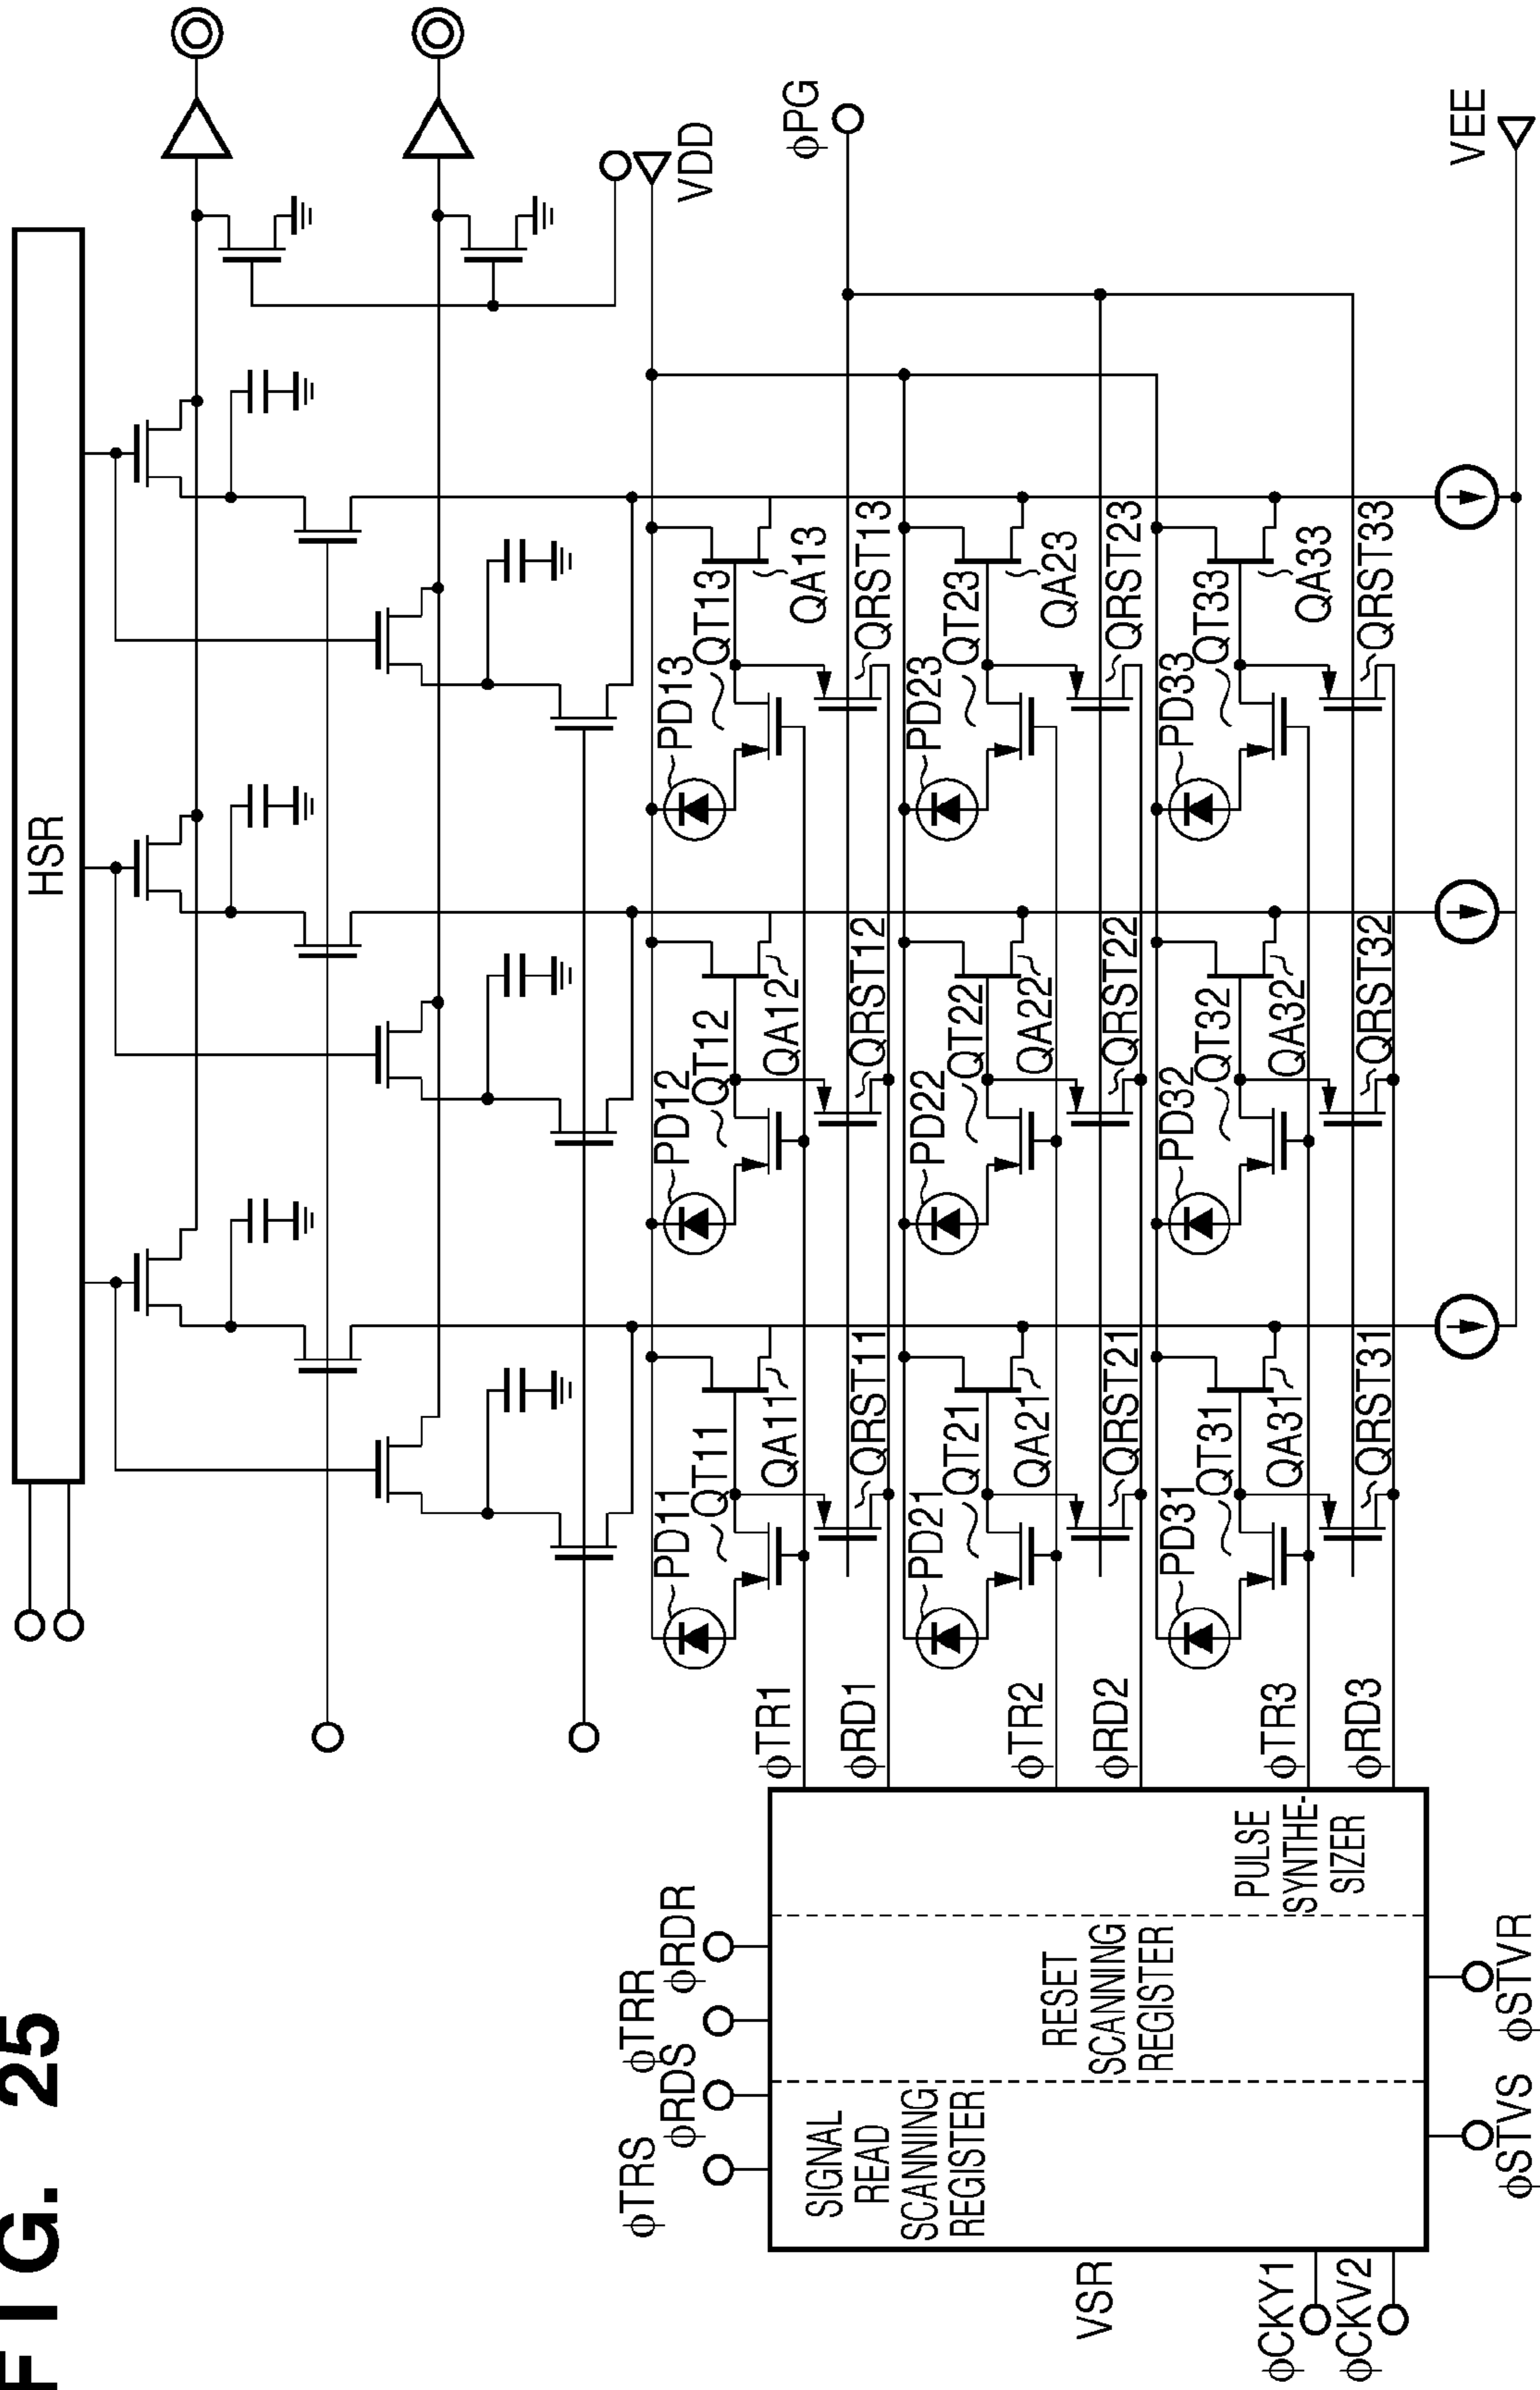 FIG. 25
HSR
VDD
φPG
VEE
PD11
QT11
QA11
QRST11
PD12
QT12
QA12
QRST12
PD13
QT13
QA13
QRST13
PD21
QT21
QA21
QRST21
PD22
QT22
QA22
QRST22
PD23
QT23
QA23
QRST23
PD31
QT31
QA31
QRST31
PD32
QT32
QA32
QRST32
PD33
QT33
QA33
QRST33
φTR1
φRD1
φTR2
φRD2
φTR3
φRD3
φTRS
φRDS
φTRR
φRDR
SIGNAL
READ
SCANNING
REGISTER
RESET
SCANNING
REGISTER
PULSE
SYNTHE-
SIZER
VSR
φCKY1
φCKV2
φSTVS
φSTVR